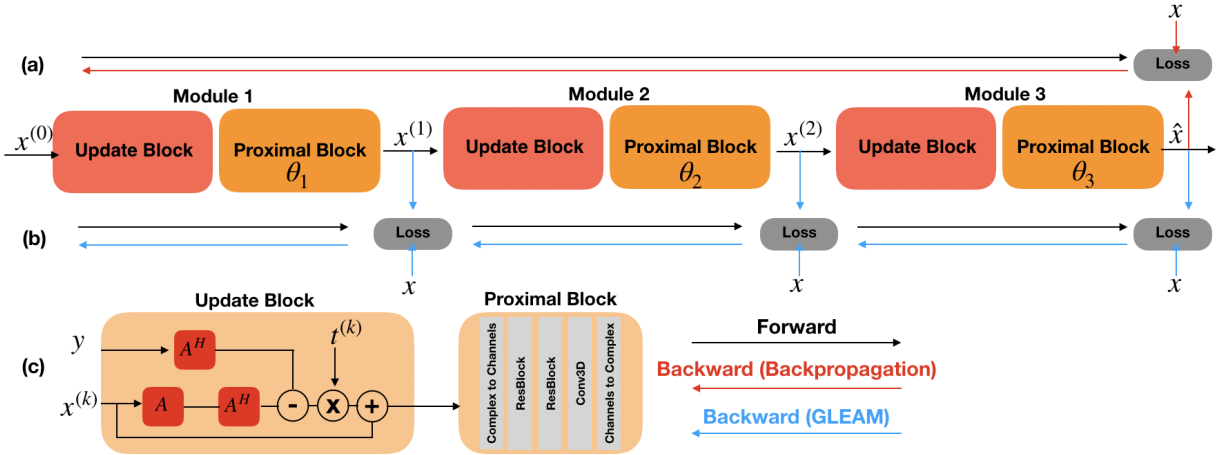 x
(a)
Loss
Module 1
Module 2
Module 3
x^(0)
Update Block
Proximal Block
θ₁
x^(1)
Update Block
Proximal Block
θ₂
x^(2)
Update Block
Proximal Block
θ₃
x̂
(b)
Loss
Loss
Loss
x
x
x
Update Block
Proximal Block
(c)
y
A^H
t^(k)
x^(k)
A
A^H
-
x
+
Complex to Channels
ResBlock
ResBlock
Conv3D
Channels to Complex
Forward
Backward (Backpropagation)
Backward (GLEAM)